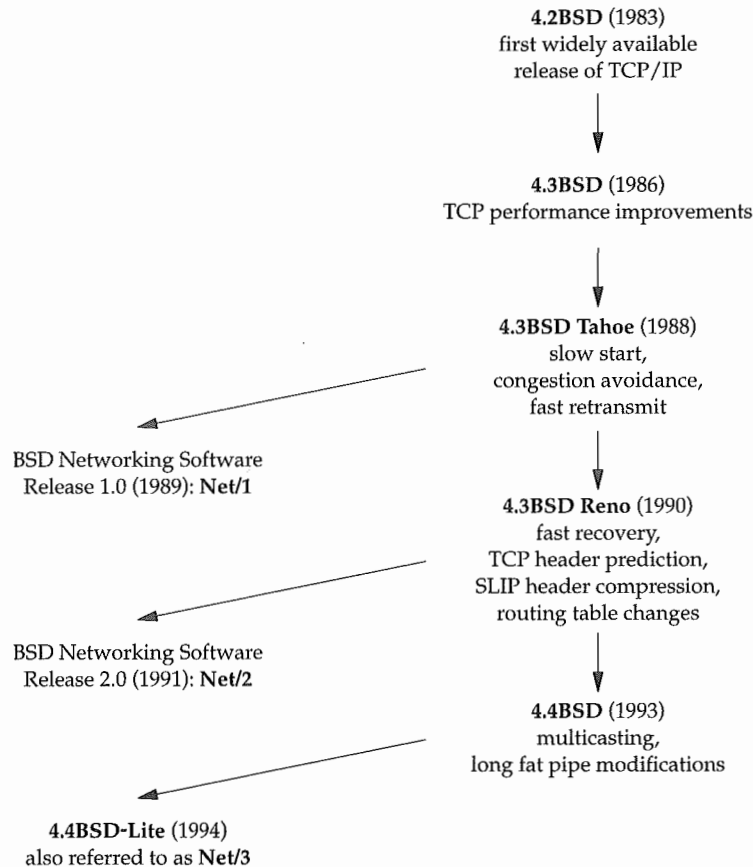 4.2BSD (1983)
first widely available
release of TCP/IP
4.3BSD (1986)
TCP performance improvements
4.3BSD Tahoe (1988)
slow start,
congestion avoidance,
fast retransmit
BSD Networking Software
Release 1.0 (1989): Net/1
4.3BSD Reno (1990)
fast recovery,
TCP header prediction,
SLIP header compression,
routing table changes
BSD Networking Software
Release 2.0 (1991): Net/2
4.4BSD (1993)
multicasting,
long fat pipe modifications
4.4BSD-Lite (1994)
also referred to as Net/3